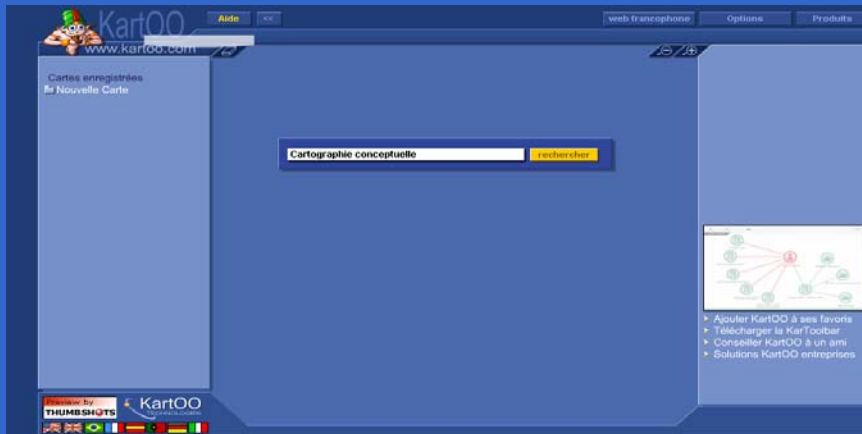 KartOO
www.kartoo.com
Aide
<<
web francophone
Options
Produits
Cartes enregistrées
Nouvelle Carte
Cartographie conceptuelle
rechercher
Ajouter KartOO à ses favoris
Télécharger la KarToolbar
Conseiller KartOO à un ami
Solutions KartOO entreprises
Preview by
THUMBSHOTS
KartOO
TECHNOLOGIES